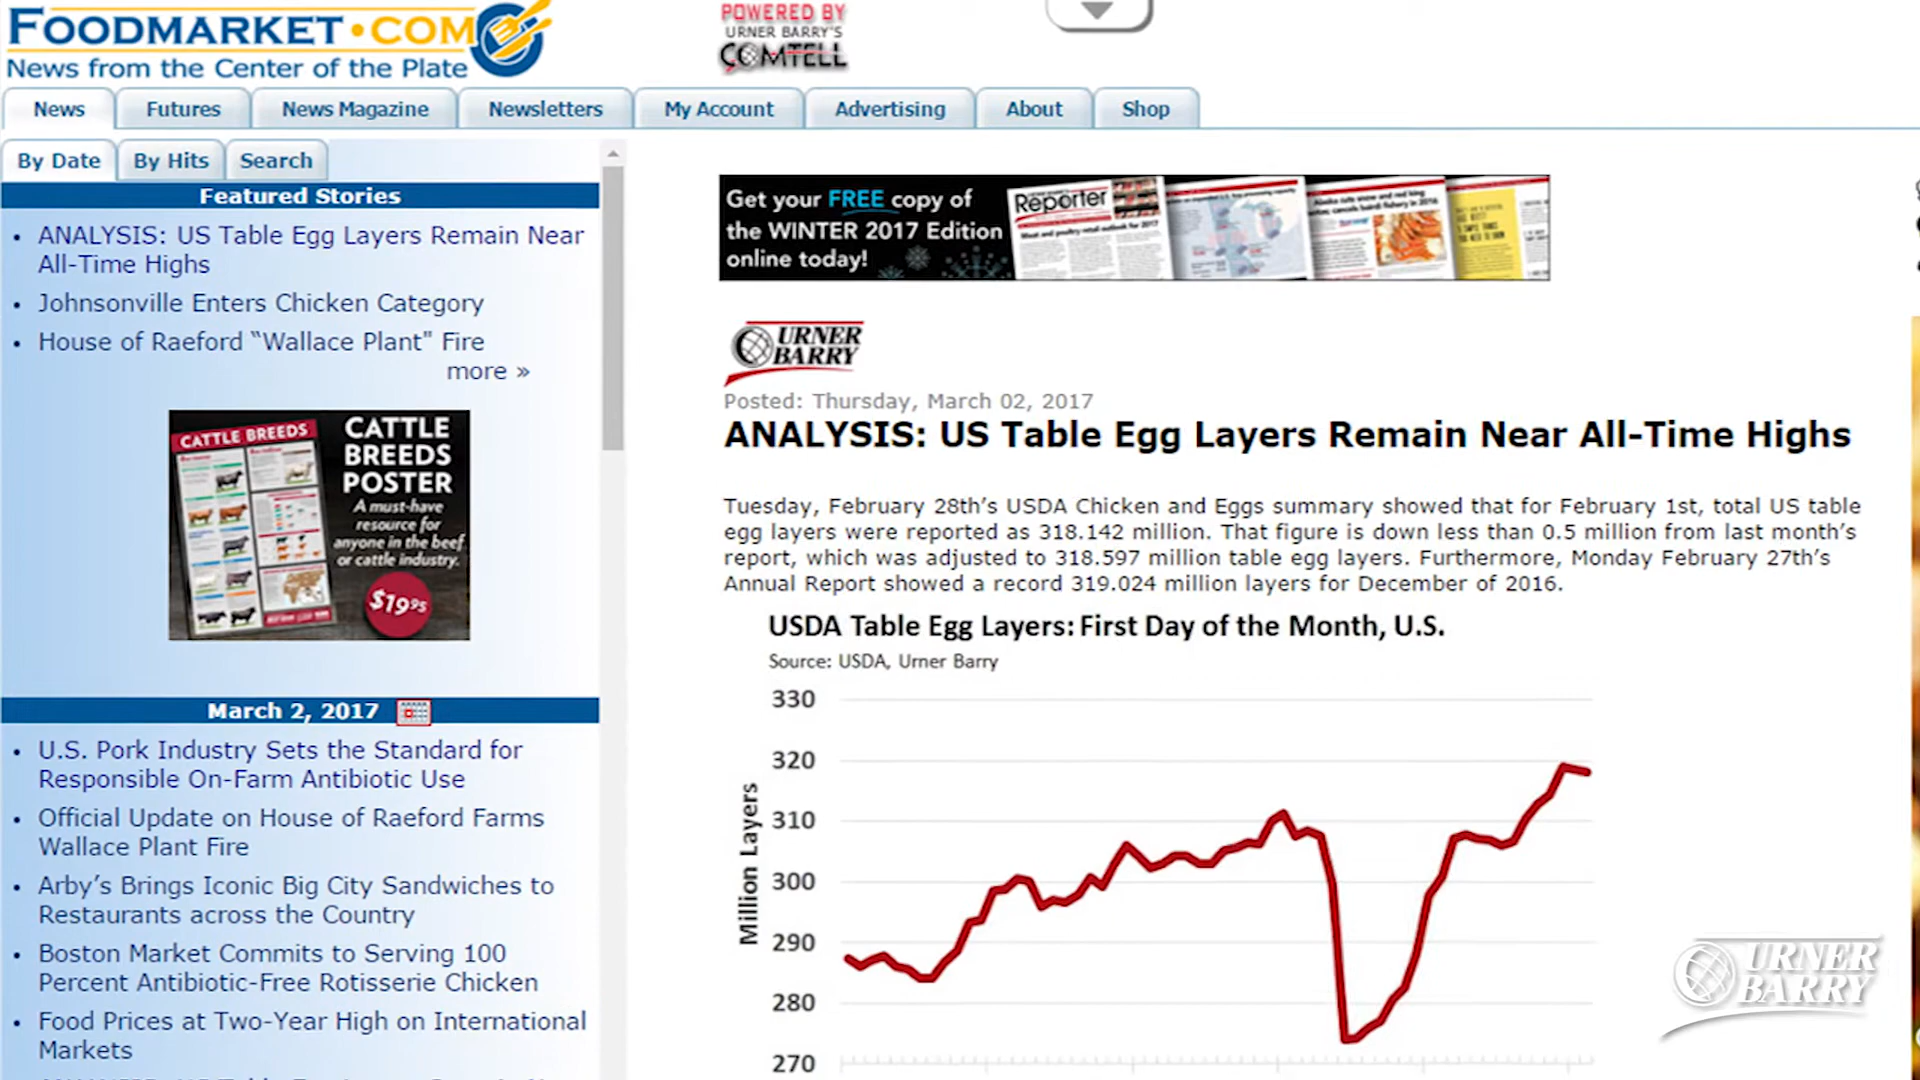 FOODMARKET.COM
News from the Center of the Plate
POWERED BY
URNER BARRY'S
COMTELL
News
Futures
News Magazine
Newsletters
My Account
Advertising
About
Shop
By Date
By Hits
Search
Featured Stories
• ANALYSIS: US Table Egg Layers Remain Near
All-Time Highs
• Johnsonville Enters Chicken Category
• House of Raeford “Wallace Plant" Fire
more »
CATTLE BREEDS
CATTLE
BREEDS
POSTER
A must-have
resource for
anyone in the beef
or cattle industry.
$19⁹⁵
March 2, 2017
• U.S. Pork Industry Sets the Standard for
Responsible On-Farm Antibiotic Use
• Official Update on House of Raeford Farms
Wallace Plant Fire
• Arby’s Brings Iconic Big City Sandwiches to
Restaurants across the Country
• Boston Market Commits to Serving 100
Percent Antibiotic-Free Rotisserie Chicken
• Food Prices at Two-Year High on International
Markets
Get your FREE copy of
the WINTER 2017 Edition
online today!
Reporter
Meat and poultry retail outlook for 2017
URNER
BARRY
Posted: Thursday, March 02, 2017
ANALYSIS: US Table Egg Layers Remain Near All-Time Highs
Tuesday, February 28th’s USDA Chicken and Eggs summary showed that for February 1st, total US table
egg layers were reported as 318.142 million. That figure is down less than 0.5 million from last month’s
report, which was adjusted to 318.597 million table egg layers. Furthermore, Monday February 27th’s
Annual Report showed a record 319.024 million layers for December of 2016.
USDA Table Egg Layers: First Day of the Month, U.S.
Source: USDA, Urner Barry
Million Layers
330
320
310
300
290
280
270
URNER
BARRY